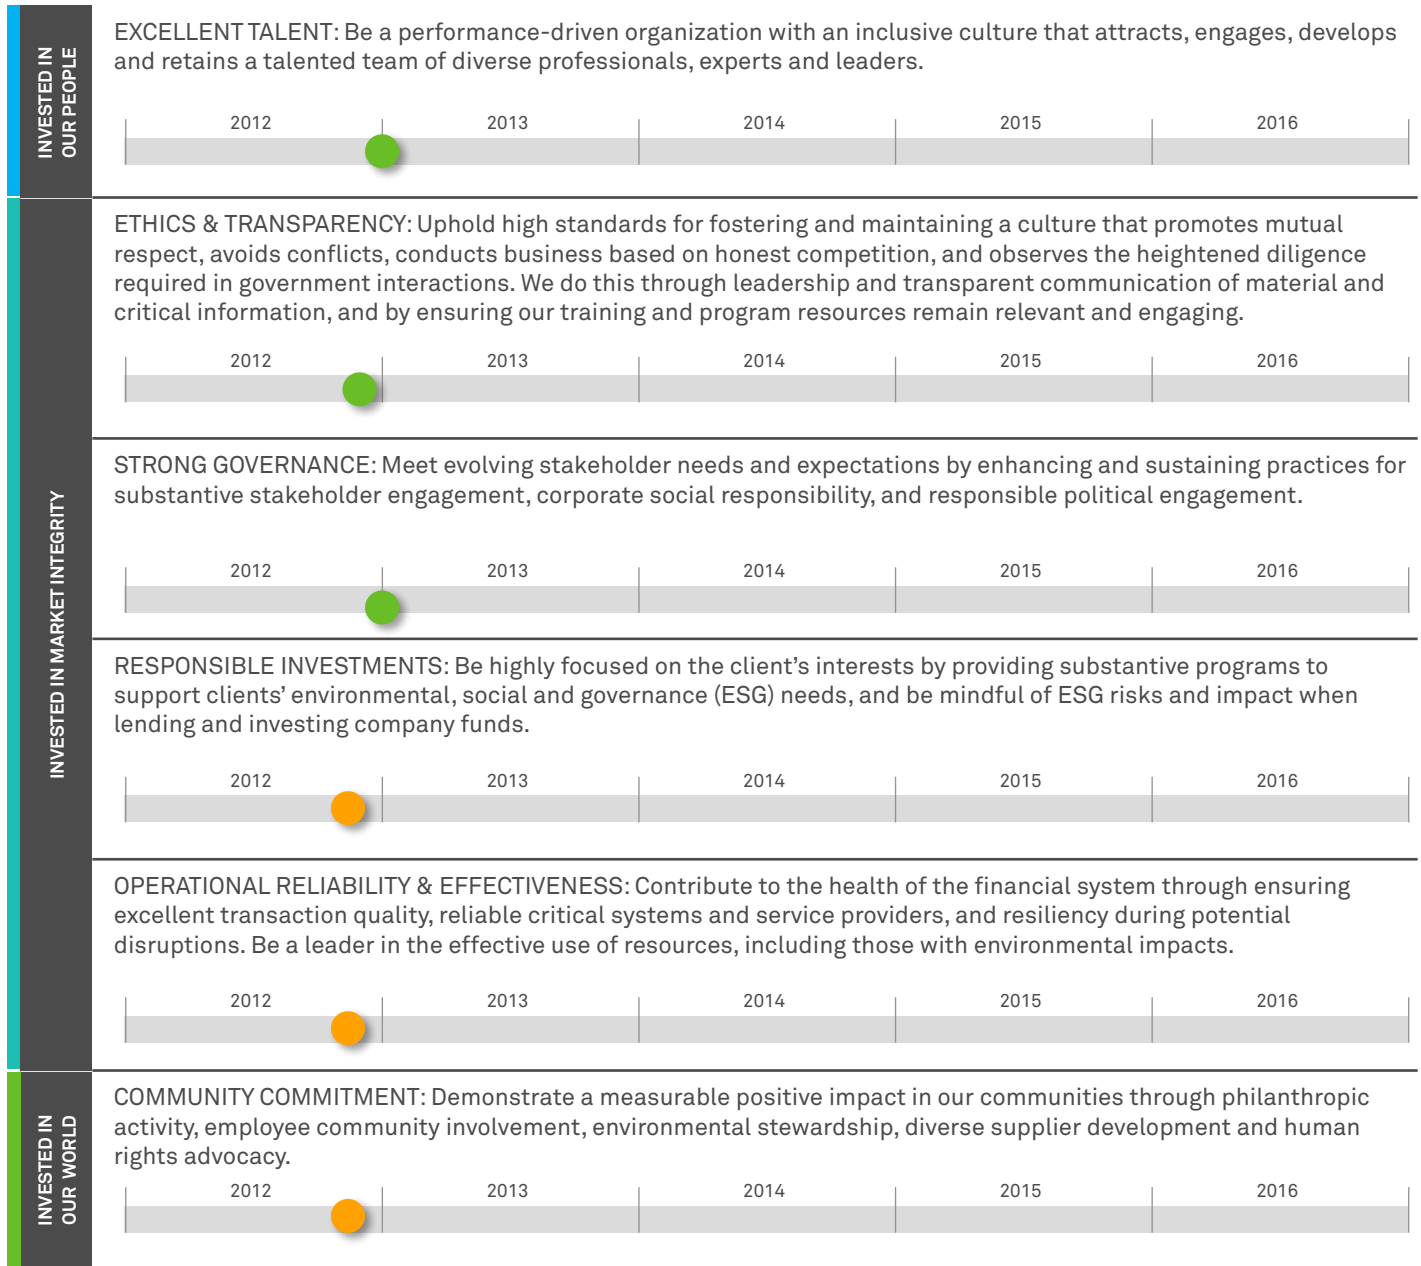 INVESTED IN
OUR PEOPLE
EXCELLENT TALENT: Be a performance-driven organization with an inclusive culture that attracts, engages, develops
and retains a talented team of diverse professionals, experts and leaders.
2012 2013 2014 2015 2016
INVESTED IN MARKET INTEGRITY
ETHICS & TRANSPARENCY: Uphold high standards for fostering and maintaining a culture that promotes mutual
respect, avoids conflicts, conducts business based on honest competition, and observes the heightened diligence
required in government interactions. We do this through leadership and transparent communication of material and
critical information, and by ensuring our training and program resources remain relevant and engaging.
2012 2013 2014 2015 2016
STRONG GOVERNANCE: Meet evolving stakeholder needs and expectations by enhancing and sustaining practices for
substantive stakeholder engagement, corporate social responsibility, and responsible political engagement.
2012 2013 2014 2015 2016
RESPONSIBLE INVESTMENTS: Be highly focused on the client's interests by providing substantive programs to
support clients' environmental, social and governance (ESG) needs, and be mindful of ESG risks and impact when
lending and investing company funds.
2012 2013 2014 2015 2016
OPERATIONAL RELIABILITY & EFFECTIVENESS: Contribute to the health of the financial system through ensuring
excellent transaction quality, reliable critical systems and service providers, and resiliency during potential
disruptions. Be a leader in the effective use of resources, including those with environmental impacts.
2012 2013 2014 2015 2016
INVESTED IN
OUR WORLD
COMMUNITY COMMITMENT: Demonstrate a measurable positive impact in our communities through philanthropic
activity, employee community involvement, environmental stewardship, diverse supplier development and human
rights advocacy.
2012 2013 2014 2015 2016